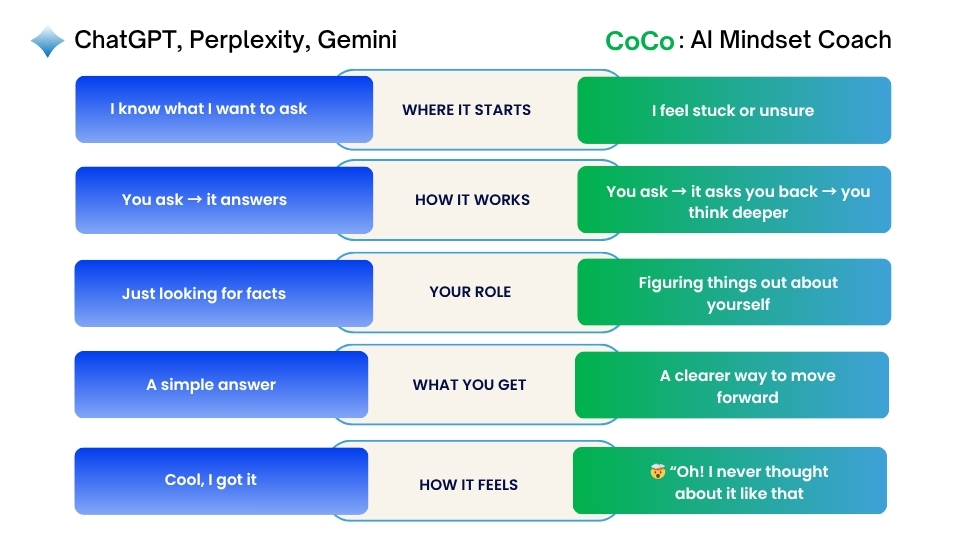 ChatGPT, Perplexity, Gemini
CoCo : AI Mindset Coach
I know what I want to ask
WHERE IT STARTS
I feel stuck or unsure
You ask → it answers
HOW IT WORKS
You ask → it asks you back → you
think deeper
Just looking for facts
YOUR ROLE
Figuring things out about
yourself
A simple answer
WHAT YOU GET
A clearer way to move
forward
Cool, I got it
HOW IT FEELS
🤯 “Oh! I never thought
about it like that